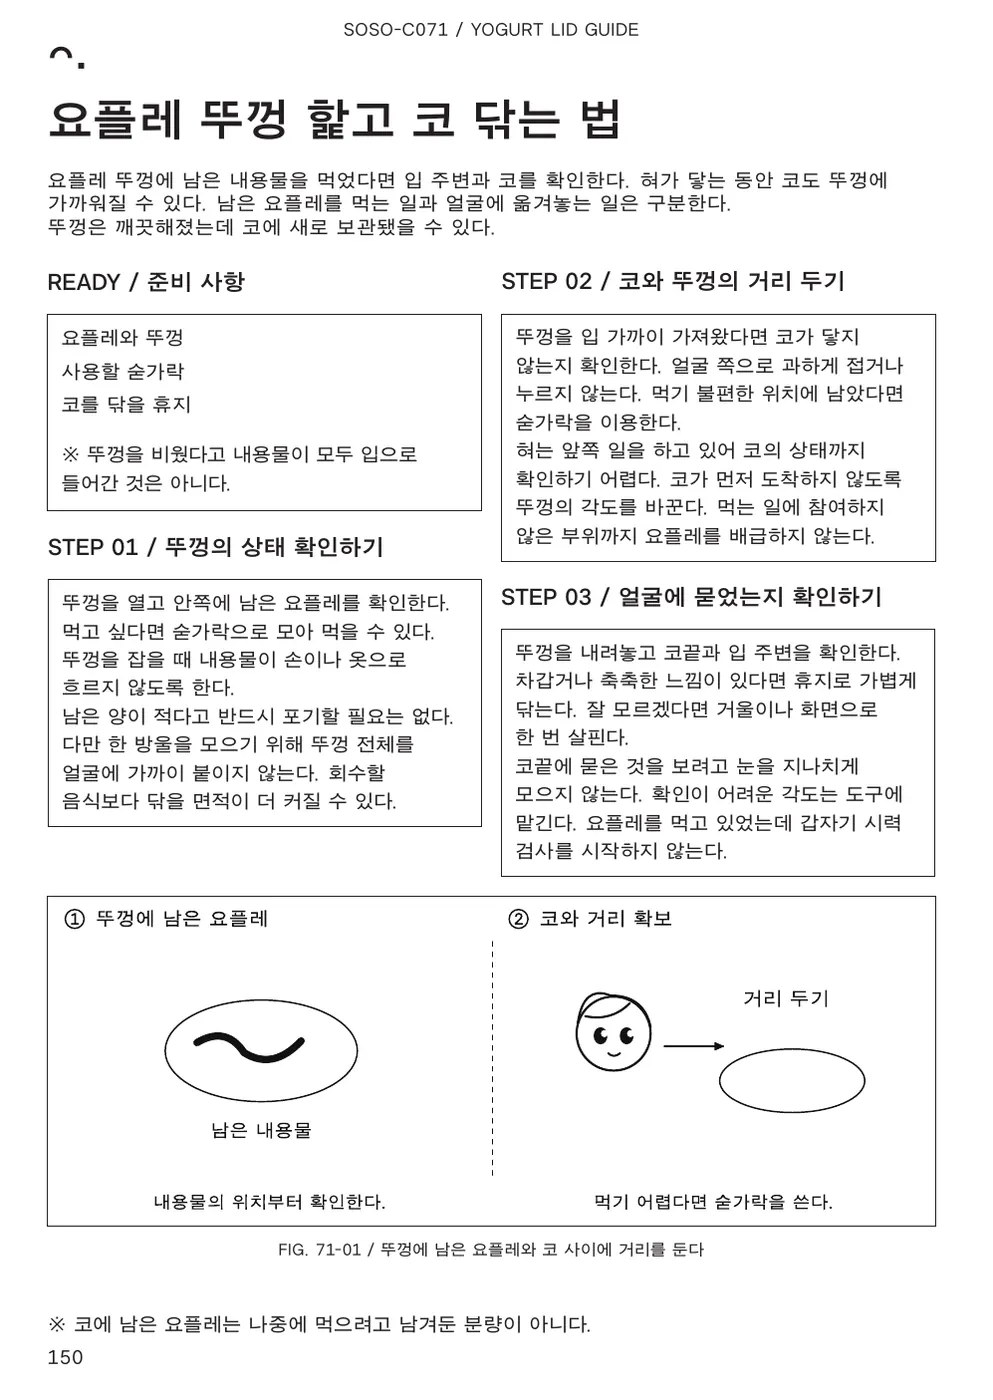 SOSO-C071 / YOGURT LID GUIDE
요플레 뚜껑 핥고 코 닦는 법
요플레 뚜껑에 남은 내용물을 먹었다면 입 주변과 코를 확인한다. 혀가 닿는 동안 코도 뚜껑에
가까워질 수 있다. 남은 요플레를 먹는 일과 얼굴에 옮겨놓는 일은 구분한다.
뚜껑은 깨끗해졌는데 코에 새로 보관됐을 수 있다.
READY / 준비 사항
요플레와 뚜껑
사용할 숟가락
코를 닦을 휴지
※ 뚜껑을 비웠다고 내용물이 모두 입으로
들어간 것은 아니다.
STEP 01 / 뚜껑의 상태 확인하기
뚜껑을 열고 안쪽에 남은 요플레를 확인한다.
먹고 싶다면 숟가락으로 모아 먹을 수 있다.
뚜껑을 잡을 때 내용물이 손이나 옷으로
흐르지 않도록 한다.
남은 양이 적다고 반드시 포기할 필요는 없다.
다만 한 방울을 모으기 위해 뚜껑 전체를
얼굴에 가까이 붙이지 않는다. 회수할
음식보다 닦을 면적이 더 커질 수 있다.
STEP 02 / 코와 뚜껑의 거리 두기
뚜껑을 입 가까이 가져왔다면 코가 닿지
않는지 확인한다. 얼굴 쪽으로 과하게 접거나
누르지 않는다. 먹기 불편한 위치에 남았다면
숟가락을 이용한다.
혀는 앞쪽 일을 하고 있어 코의 상태까지
확인하기 어렵다. 코가 먼저 도착하지 않도록
뚜껑의 각도를 바꾼다. 먹는 일에 참여하지
않은 부위까지 요플레를 배급하지 않는다.
STEP 03 / 얼굴에 묻었는지 확인하기
뚜껑을 내려놓고 코끝과 입 주변을 확인한다.
차갑거나 축축한 느낌이 있다면 휴지로 가볍게
닦는다. 잘 모르겠다면 거울이나 화면으로
한 번 살핀다.
코끝에 묻은 것을 보려고 눈을 지나치게
모으지 않는다. 확인이 어려운 각도는 도구에
맡긴다. 요플레를 먹고 있었는데 갑자기 시력
검사를 시작하지 않는다.
① 뚜껑에 남은 요플레
남은 내용물
내용물의 위치부터 확인한다.
② 코와 거리 확보
거리 두기
먹기 어렵다면 숟가락을 쓴다.
FIG. 71-01 / 뚜껑에 남은 요플레와 코 사이에 거리를 둔다
※ 코에 남은 요플레는 나중에 먹으려고 남겨둔 분량이 아니다.
150